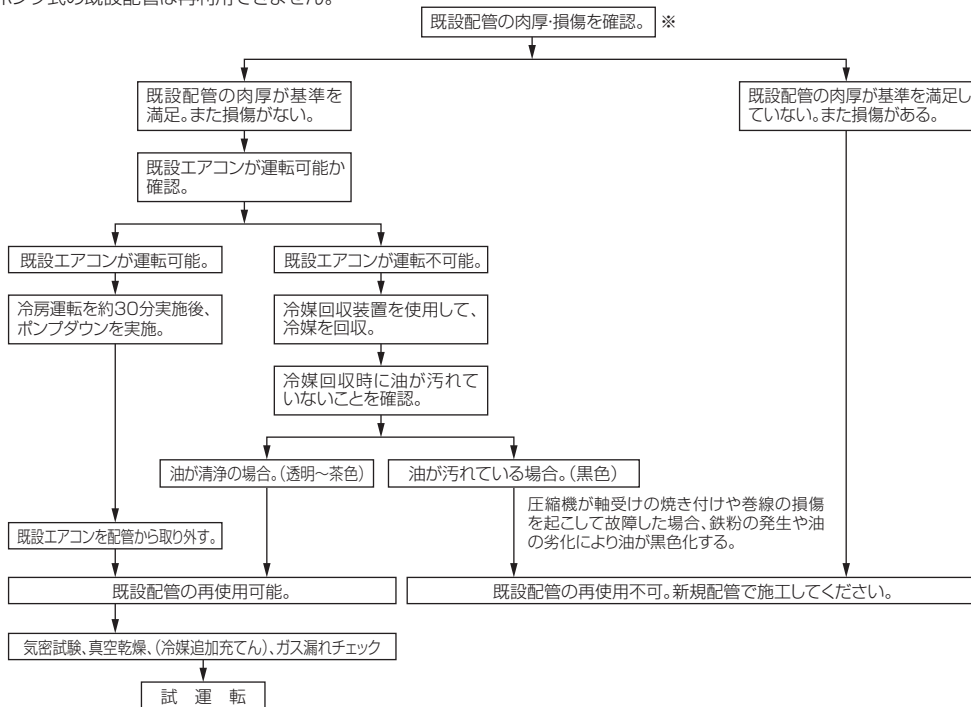 ポンプ式の既設配管は再利用できません。
既設配管の肉厚・損傷を確認。 ※
既設配管の肉厚が基準を
満足。また損傷がない。
既設配管の肉厚が基準を満足し
ていない。また損傷がある。
既設エアコンが運転可能か
確認。
既設エアコンが運転可能。
既設エアコンが運転不可能。
冷房運転を約30分実施後、
ポンプダウンを実施。
冷媒回収装置を使用して、
冷媒を回収。
冷媒回収時に油が汚れて
いないことを確認。
油が清浄の場合。(透明～茶色)
油が汚れている場合。(黒色)
圧縮機が軸受けの焼き付けや巻線の損傷
を起こして故障した場合、鉄粉の発生や油
の劣化により油が黒色化する。
既設エアコンを配管から取り外す。
既設配管の再使用可能。
既設配管の再使用不可。新規配管で施工してください。
気密試験、真空乾燥、(冷媒追加充てん)、ガス漏れチェック
試 運 転